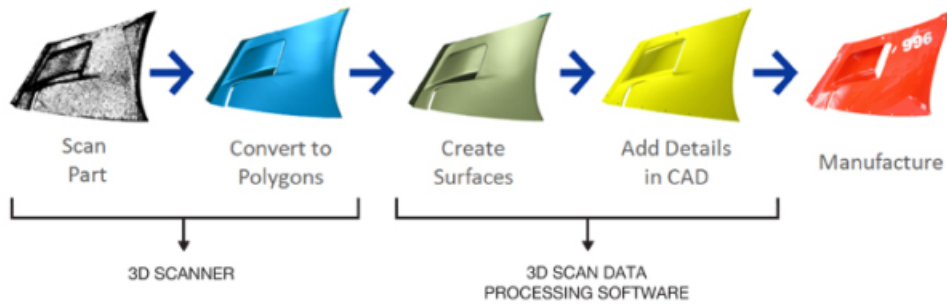 996
Scan
Part
Convert to
Polygons
Create
Surfaces
Add Details
in CAD
Manufacture
3D SCANNER
3D SCAN DATA
PROCESSING SOFTWARE